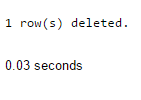 1 row(s) deleted.
0.03 seconds